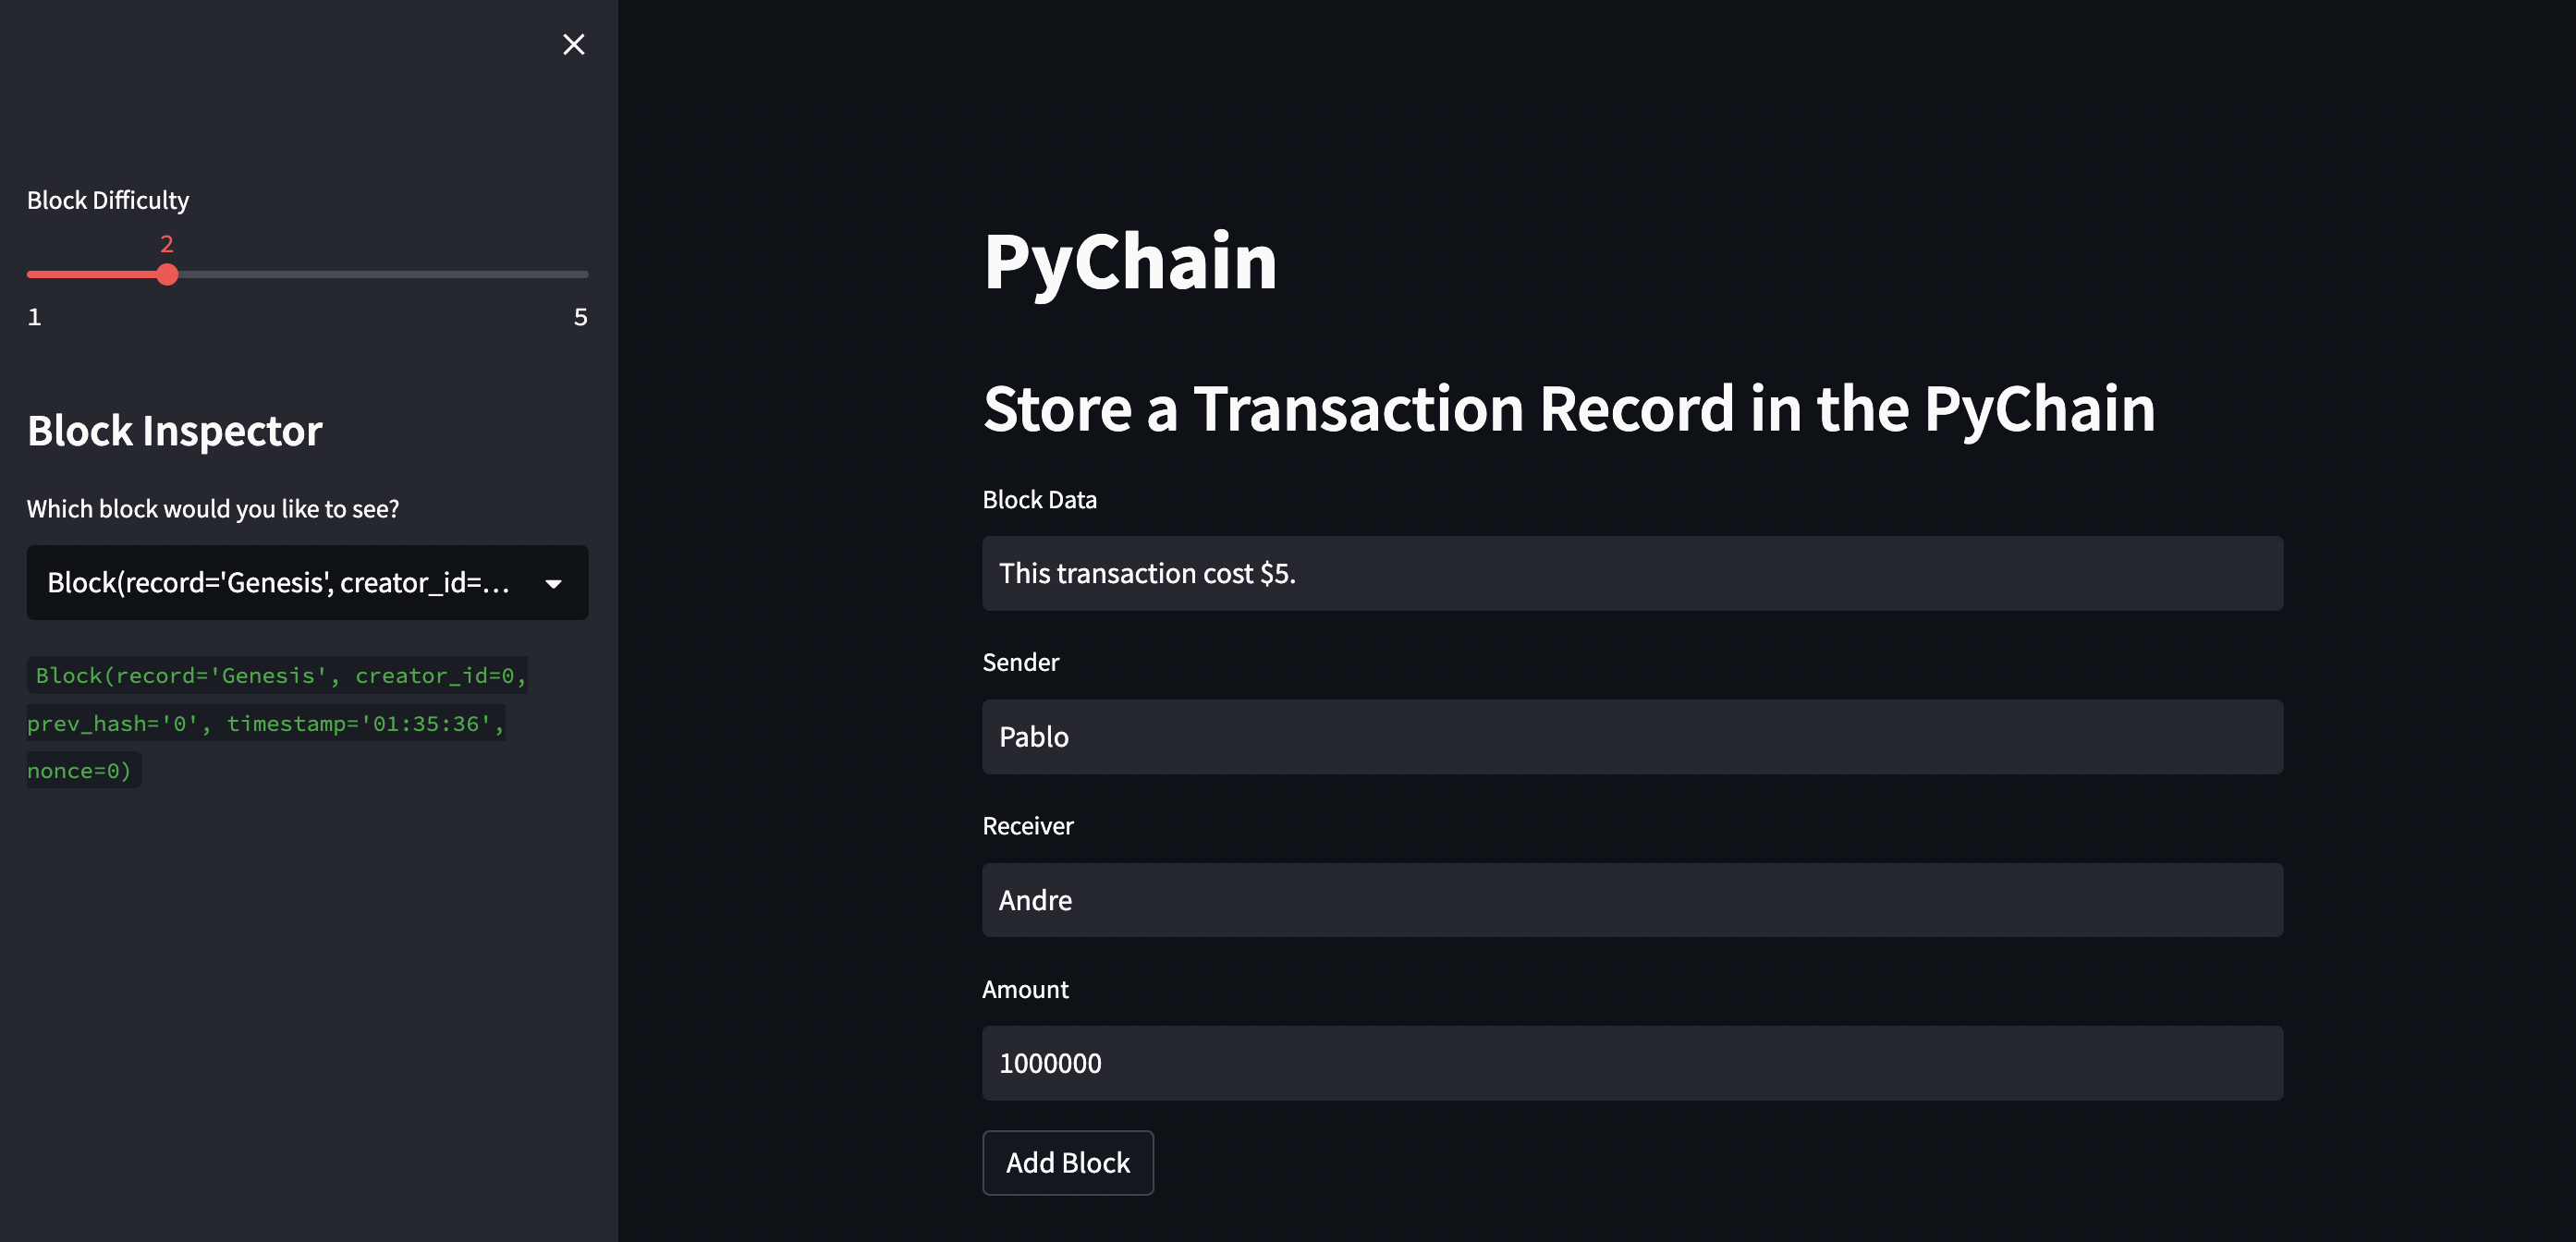 Block Difficulty
2
1
5
Block Inspector
Which block would you like to see?
Block(record='Genesis', creator_id=...
Block(record='Genesis', creator_id=0,
prev_hash='0', timestamp='01:35:36',
nonce=0)
PyChain
Store a Transaction Record in the PyChain
Block Data
This transaction cost $5.
Sender
Pablo
Receiver
Andre
Amount
1000000
Add Block